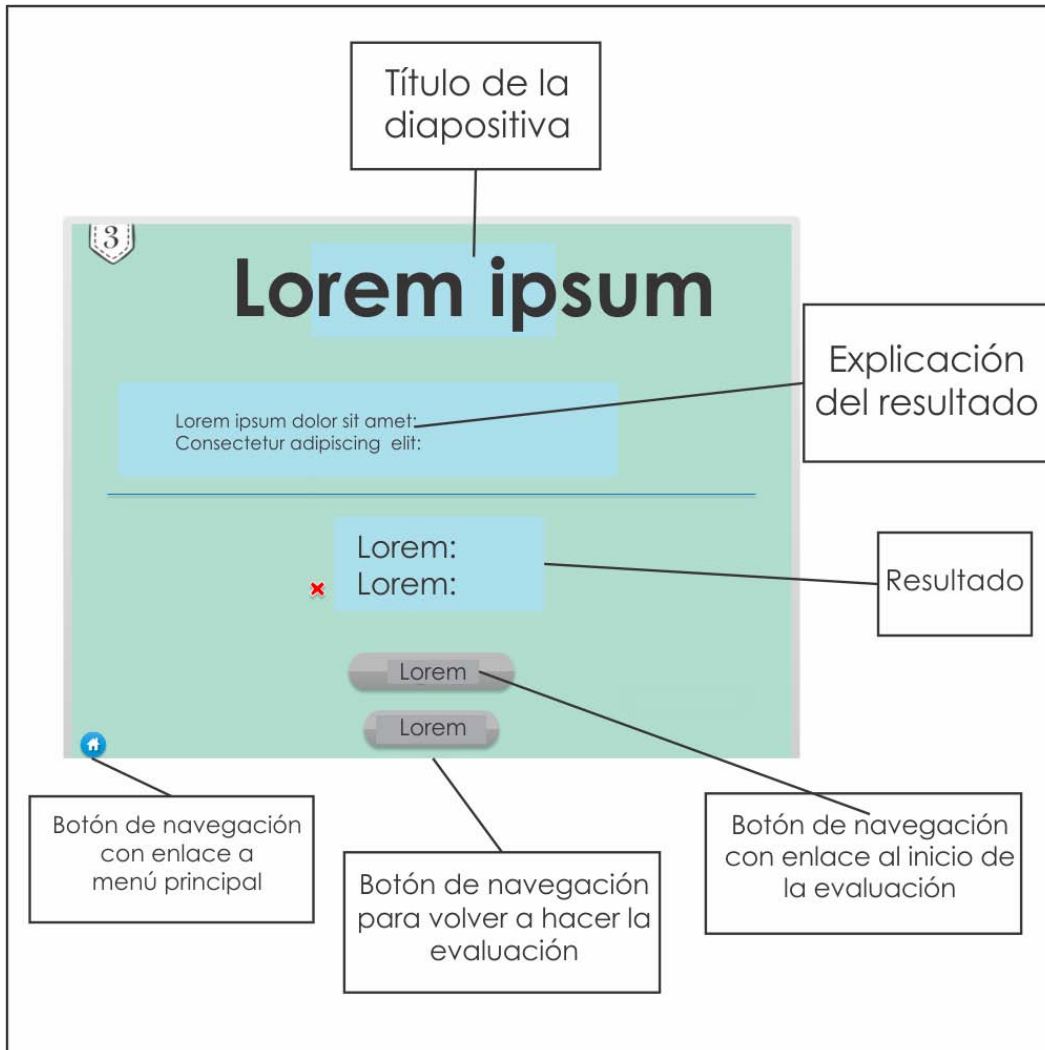 Título de la
diapositiva
3
Lorem ipsum
Explicación
del resultado
Lorem ipsum dolor sit amet:
Consectetur adipiscing elit:
Lorem:
Lorem:
Resultado
Lorem
Lorem
Botón de navegación
con enlace a
menú principal
Botón de navegación
para volver a hacer la
evaluación
Botón de navegación
con enlace al inicio de
la evaluación